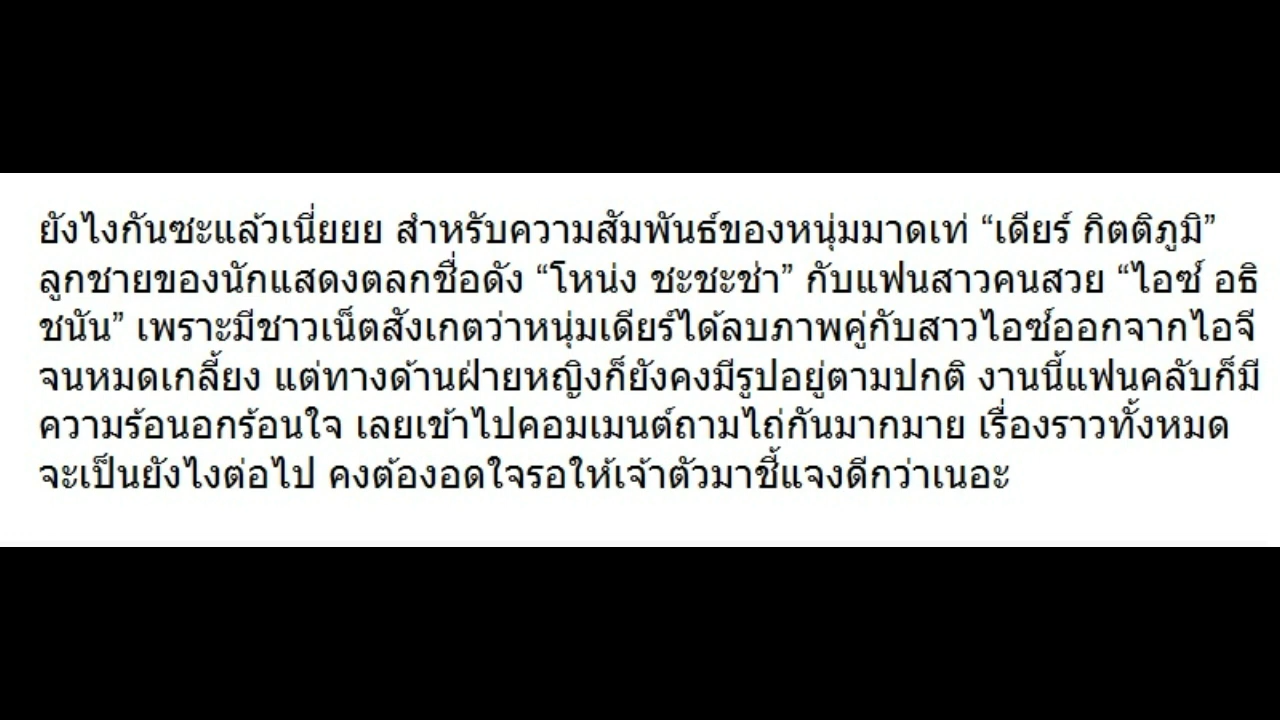 ยังไงกันซะแล้วเนี่ยยย สำหรับความสัมพันธ์ของหนุ่มมาดเท่ “เดียร์ กิตติภูมิ”
ลูกชายของนักแสดงตลกชื่อดัง “โหน่ง ชะชะช่า” กับแฟนสาวคนสวย “ไอซ์ อธิ
ชนัน” เพราะมีชาวเน็ตสังเกตว่าหนุ่มเดียร์ได้ลบภาพคู่กับสาวไอซ์ออกจากไอจี
จนหมดเกลี้ยง แต่ทางด้านฝ่ายหญิงก็ยังคงมีรูปอยู่ตามปกติ งานนี้แฟนคลับก็มี
ความร้อนอกร้อนใจ เลยเข้าไปคอมเมนต์ถามไถ่กันมากมาย เรื่องราวทั้งหมด
จะเป็นยังไงต่อไป คงต้องอดใจรอให้เจ้าตัวมาชี้แจงดีกว่าเนอะ